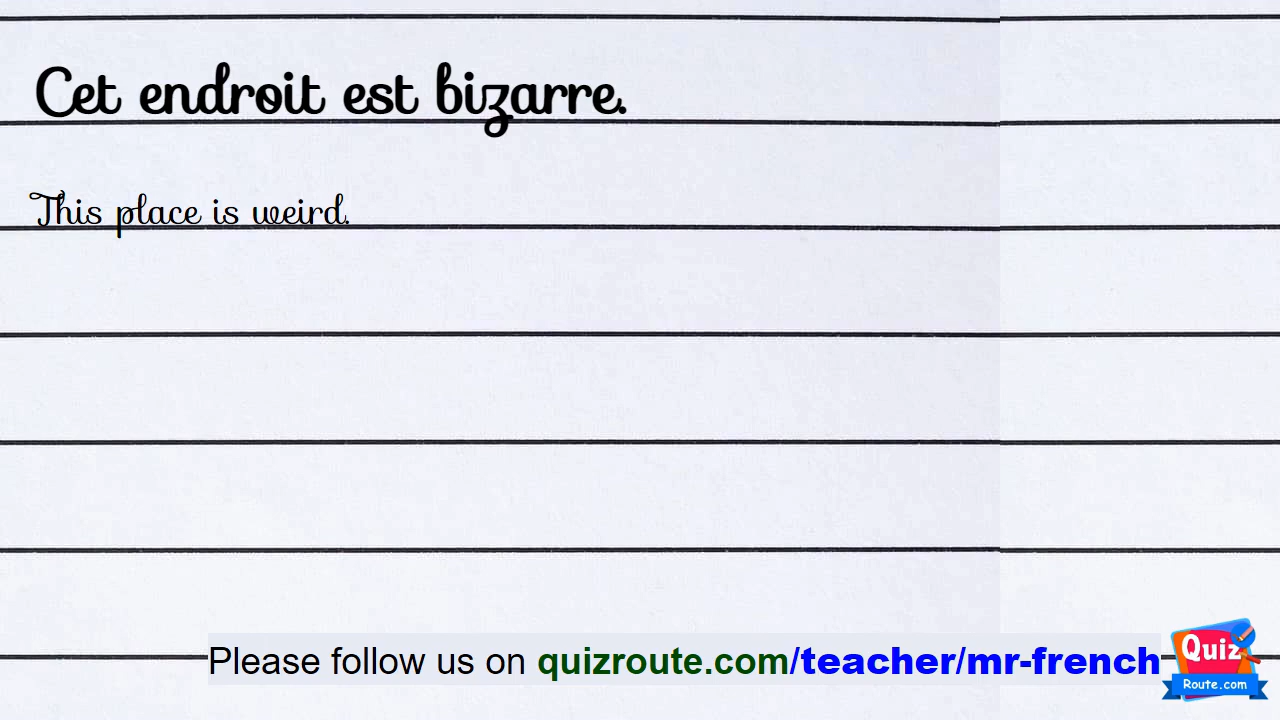 Cet endroit est bizarre.
This place is weird.
Please follow us on quizroute.com/teacher/mr-french
Quiz
Route.com